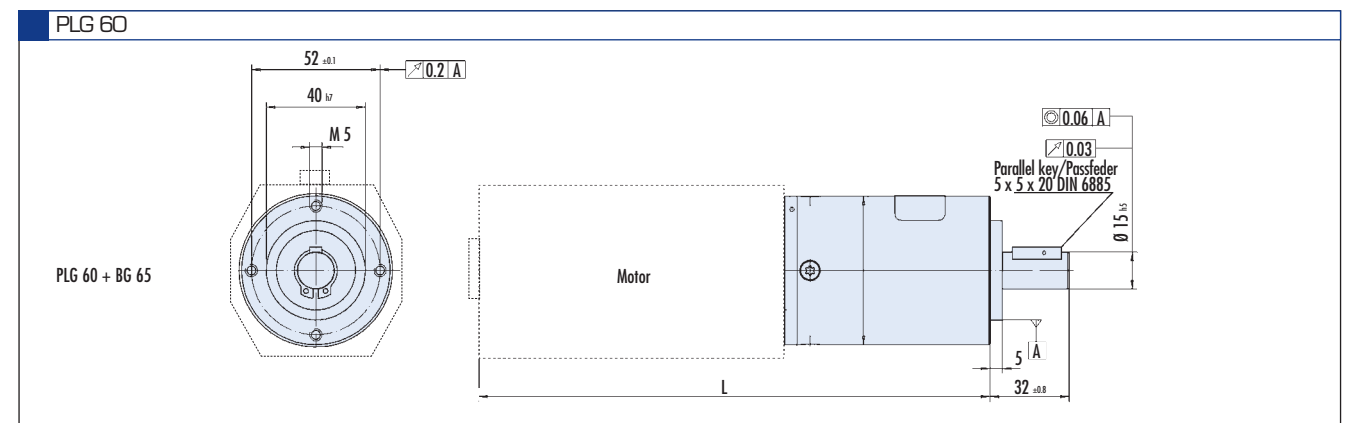 PLG 60
52 ±0.1
0.2 A
40 h7
M 5
0.06 A
0.03
Parallel key/Passfeder
5 x 5 x 20 DIN 6885
Ø 15 h5
PLG 60 + BG 65
Motor
5
A
L
32 ±0.8